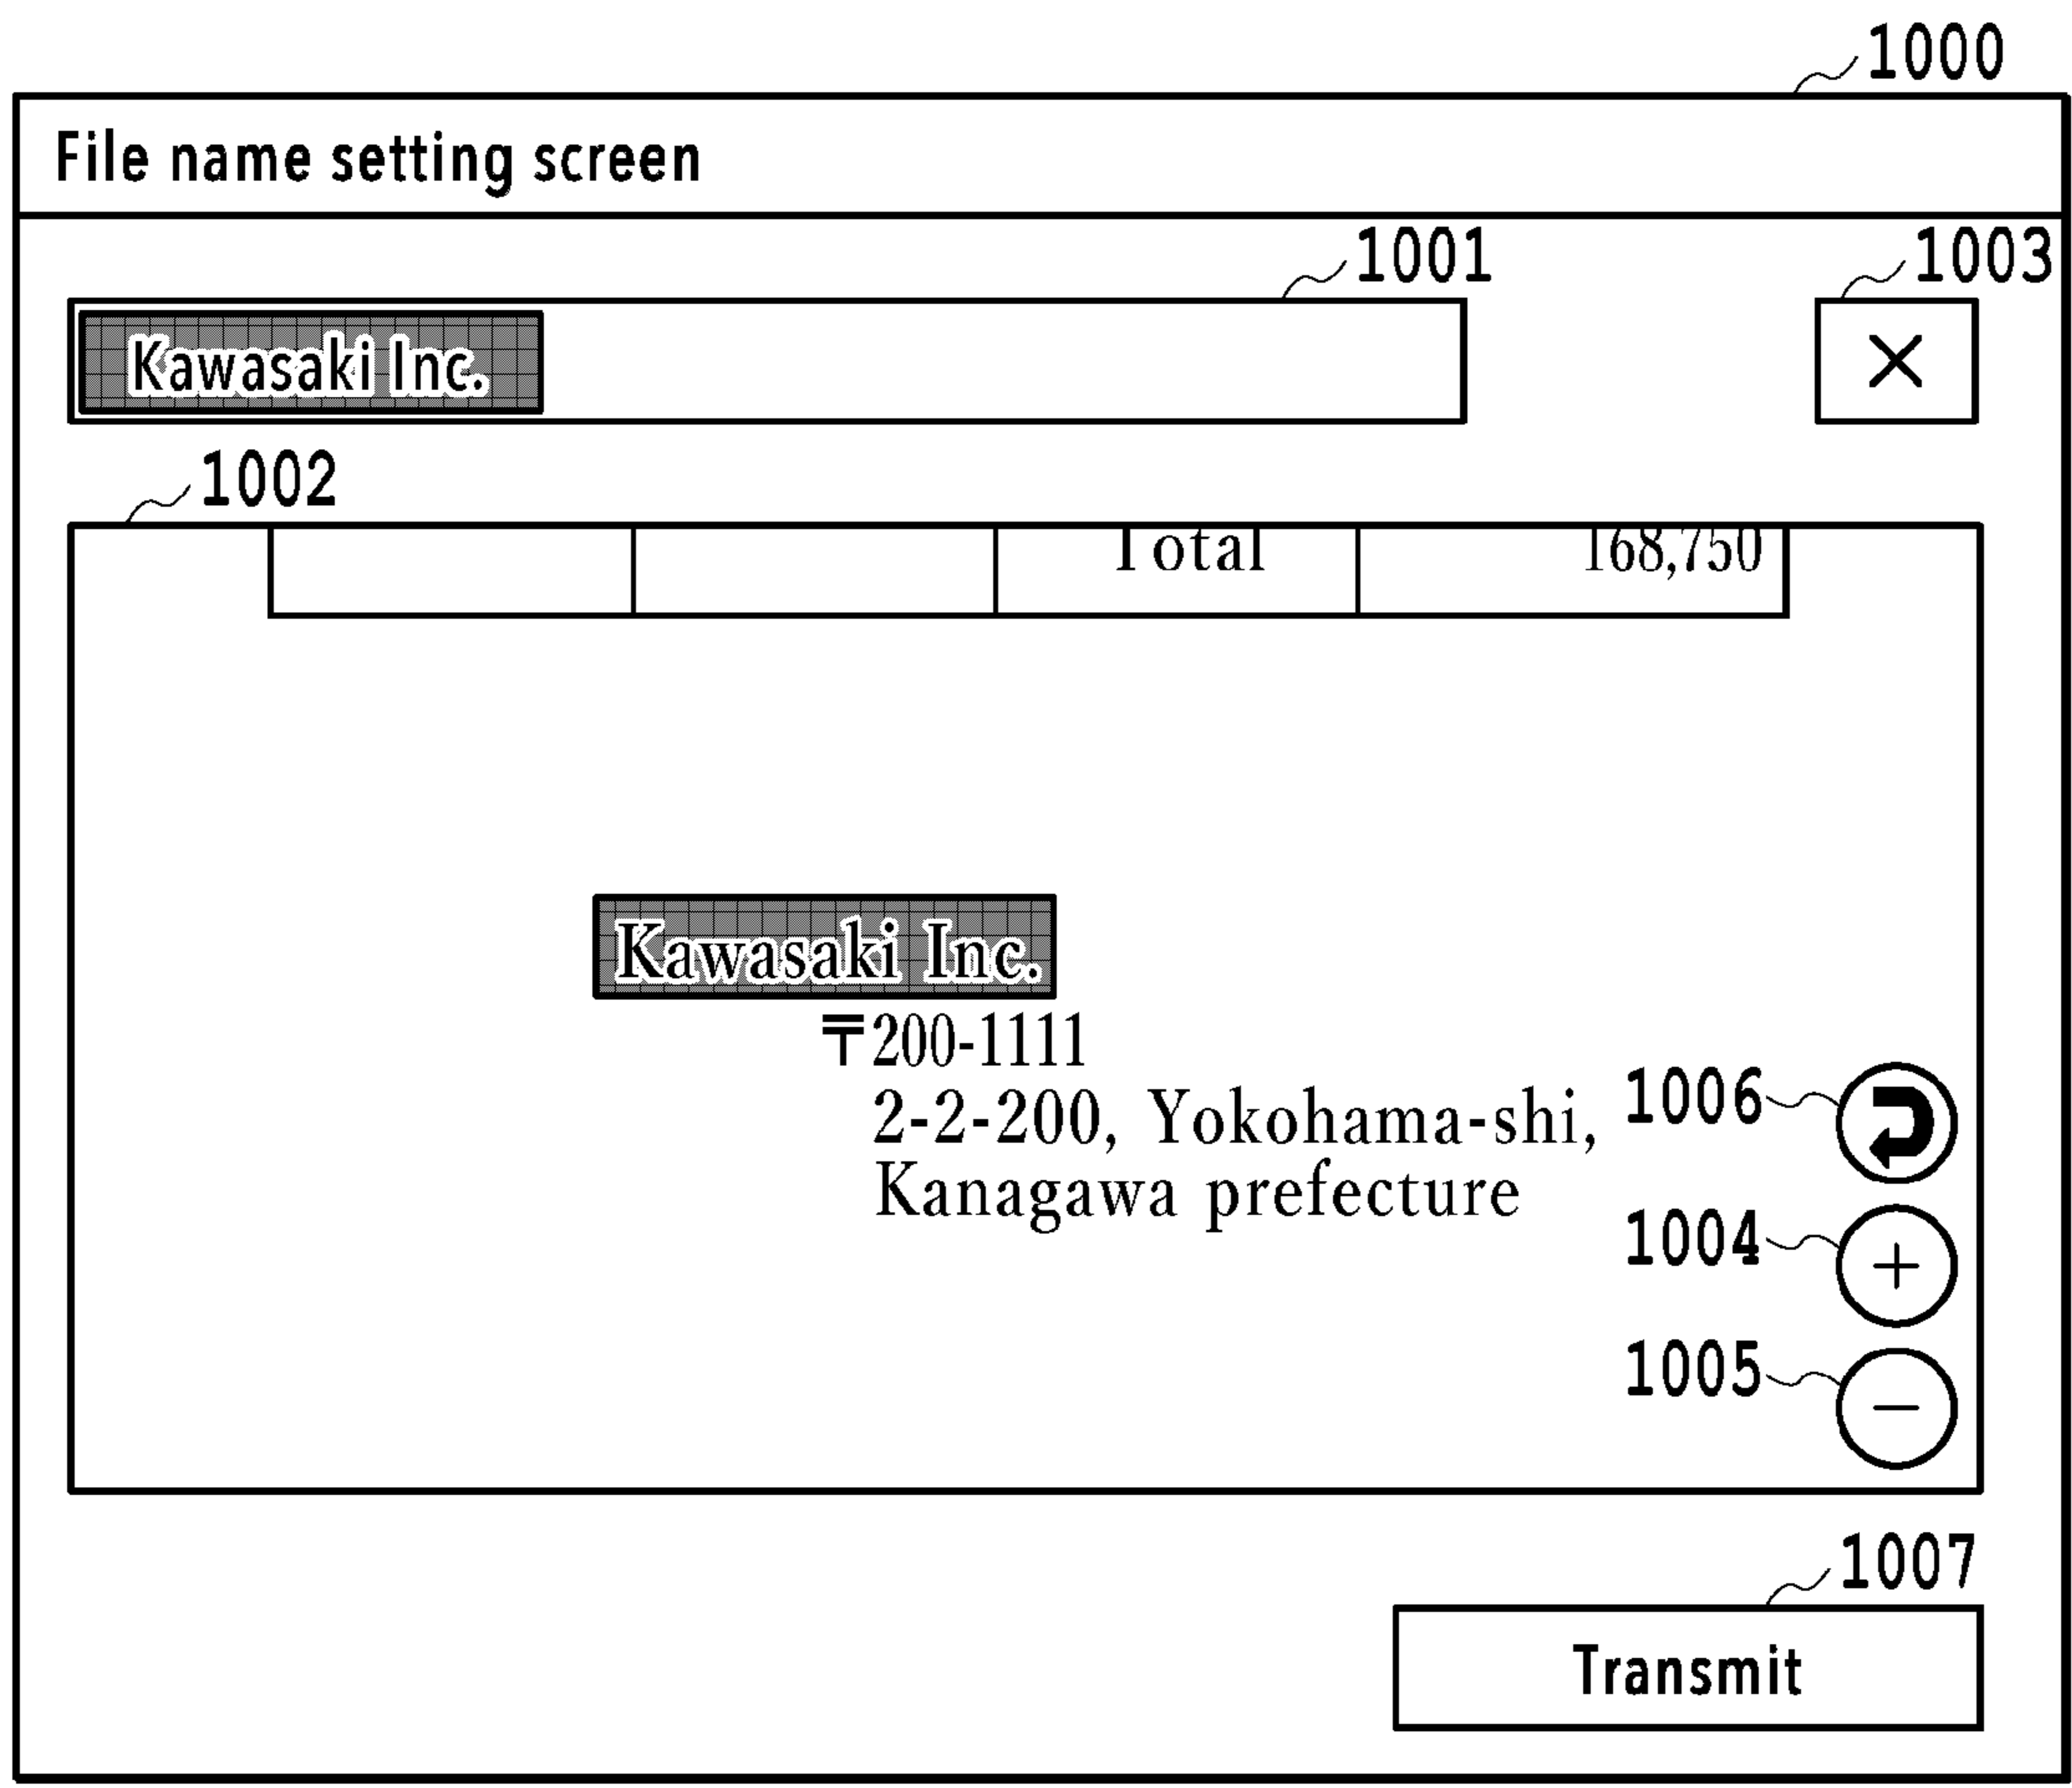 1000
File name setting screen
1001
1003
Kawasaki Inc.
×
1002
Total
168,750
Kawasaki Inc.
〒200-1111
2-2-200, Yokohama-shi,
Kanagawa prefecture
1006
1004
+
1005
−
1007
Transmit